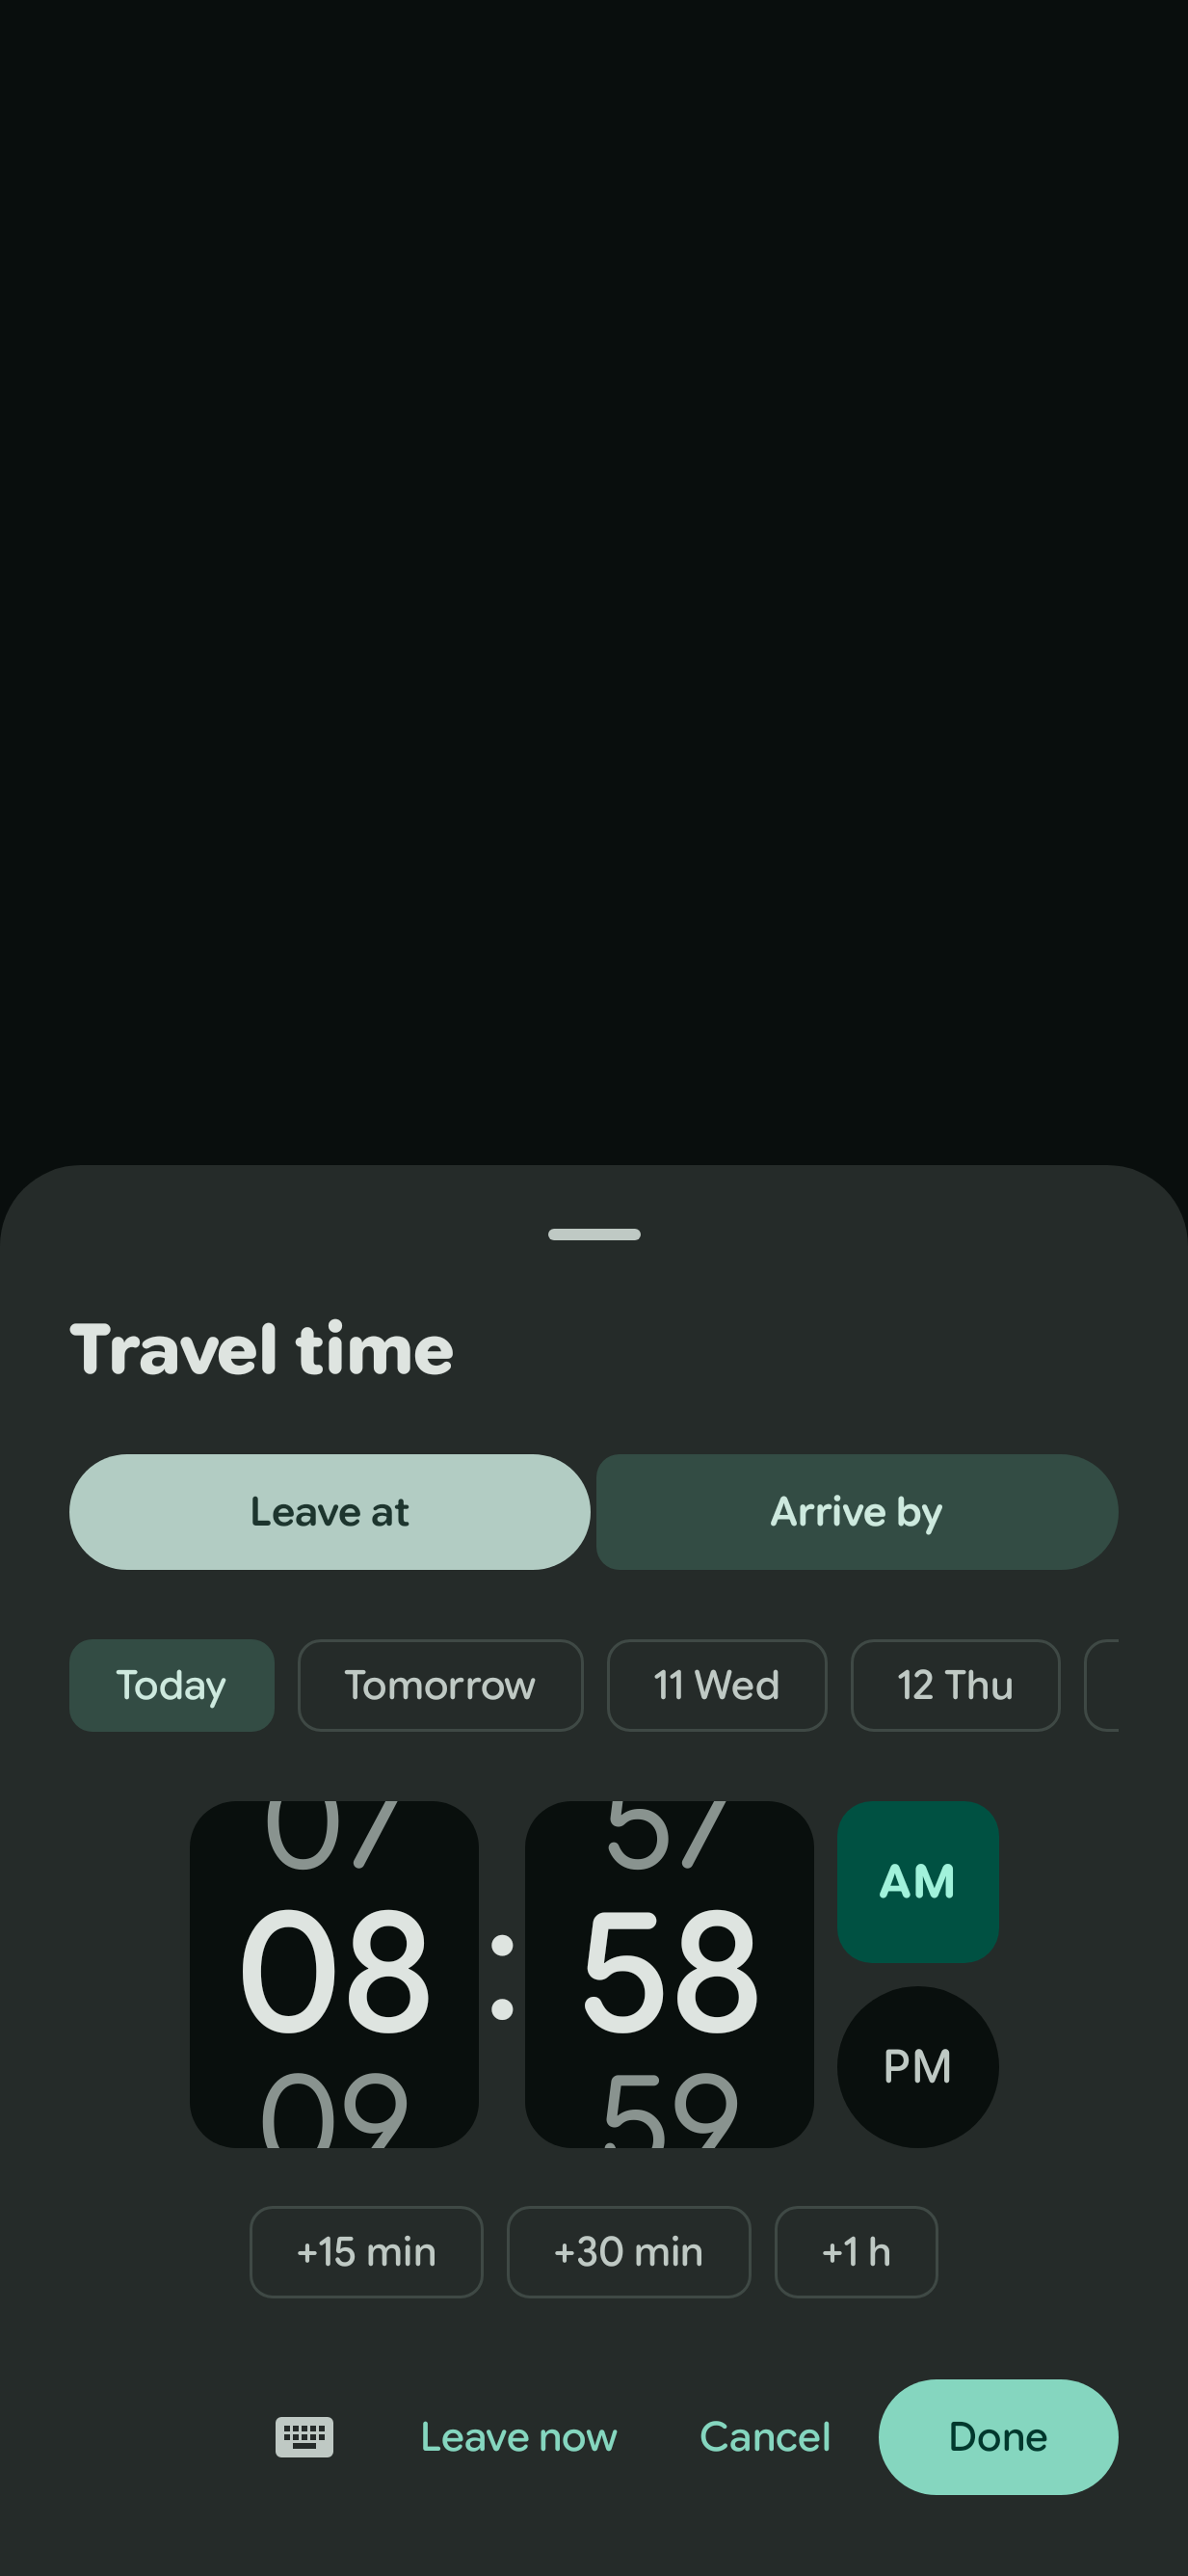 Travel time
Leave at
Arrive by
Today
Tomorrow
11 Wed
12 Thu
07
57
08 : 58
AM
09
59
PM
+15 min
+30 min
+1 h
Leave now
Cancel
Done